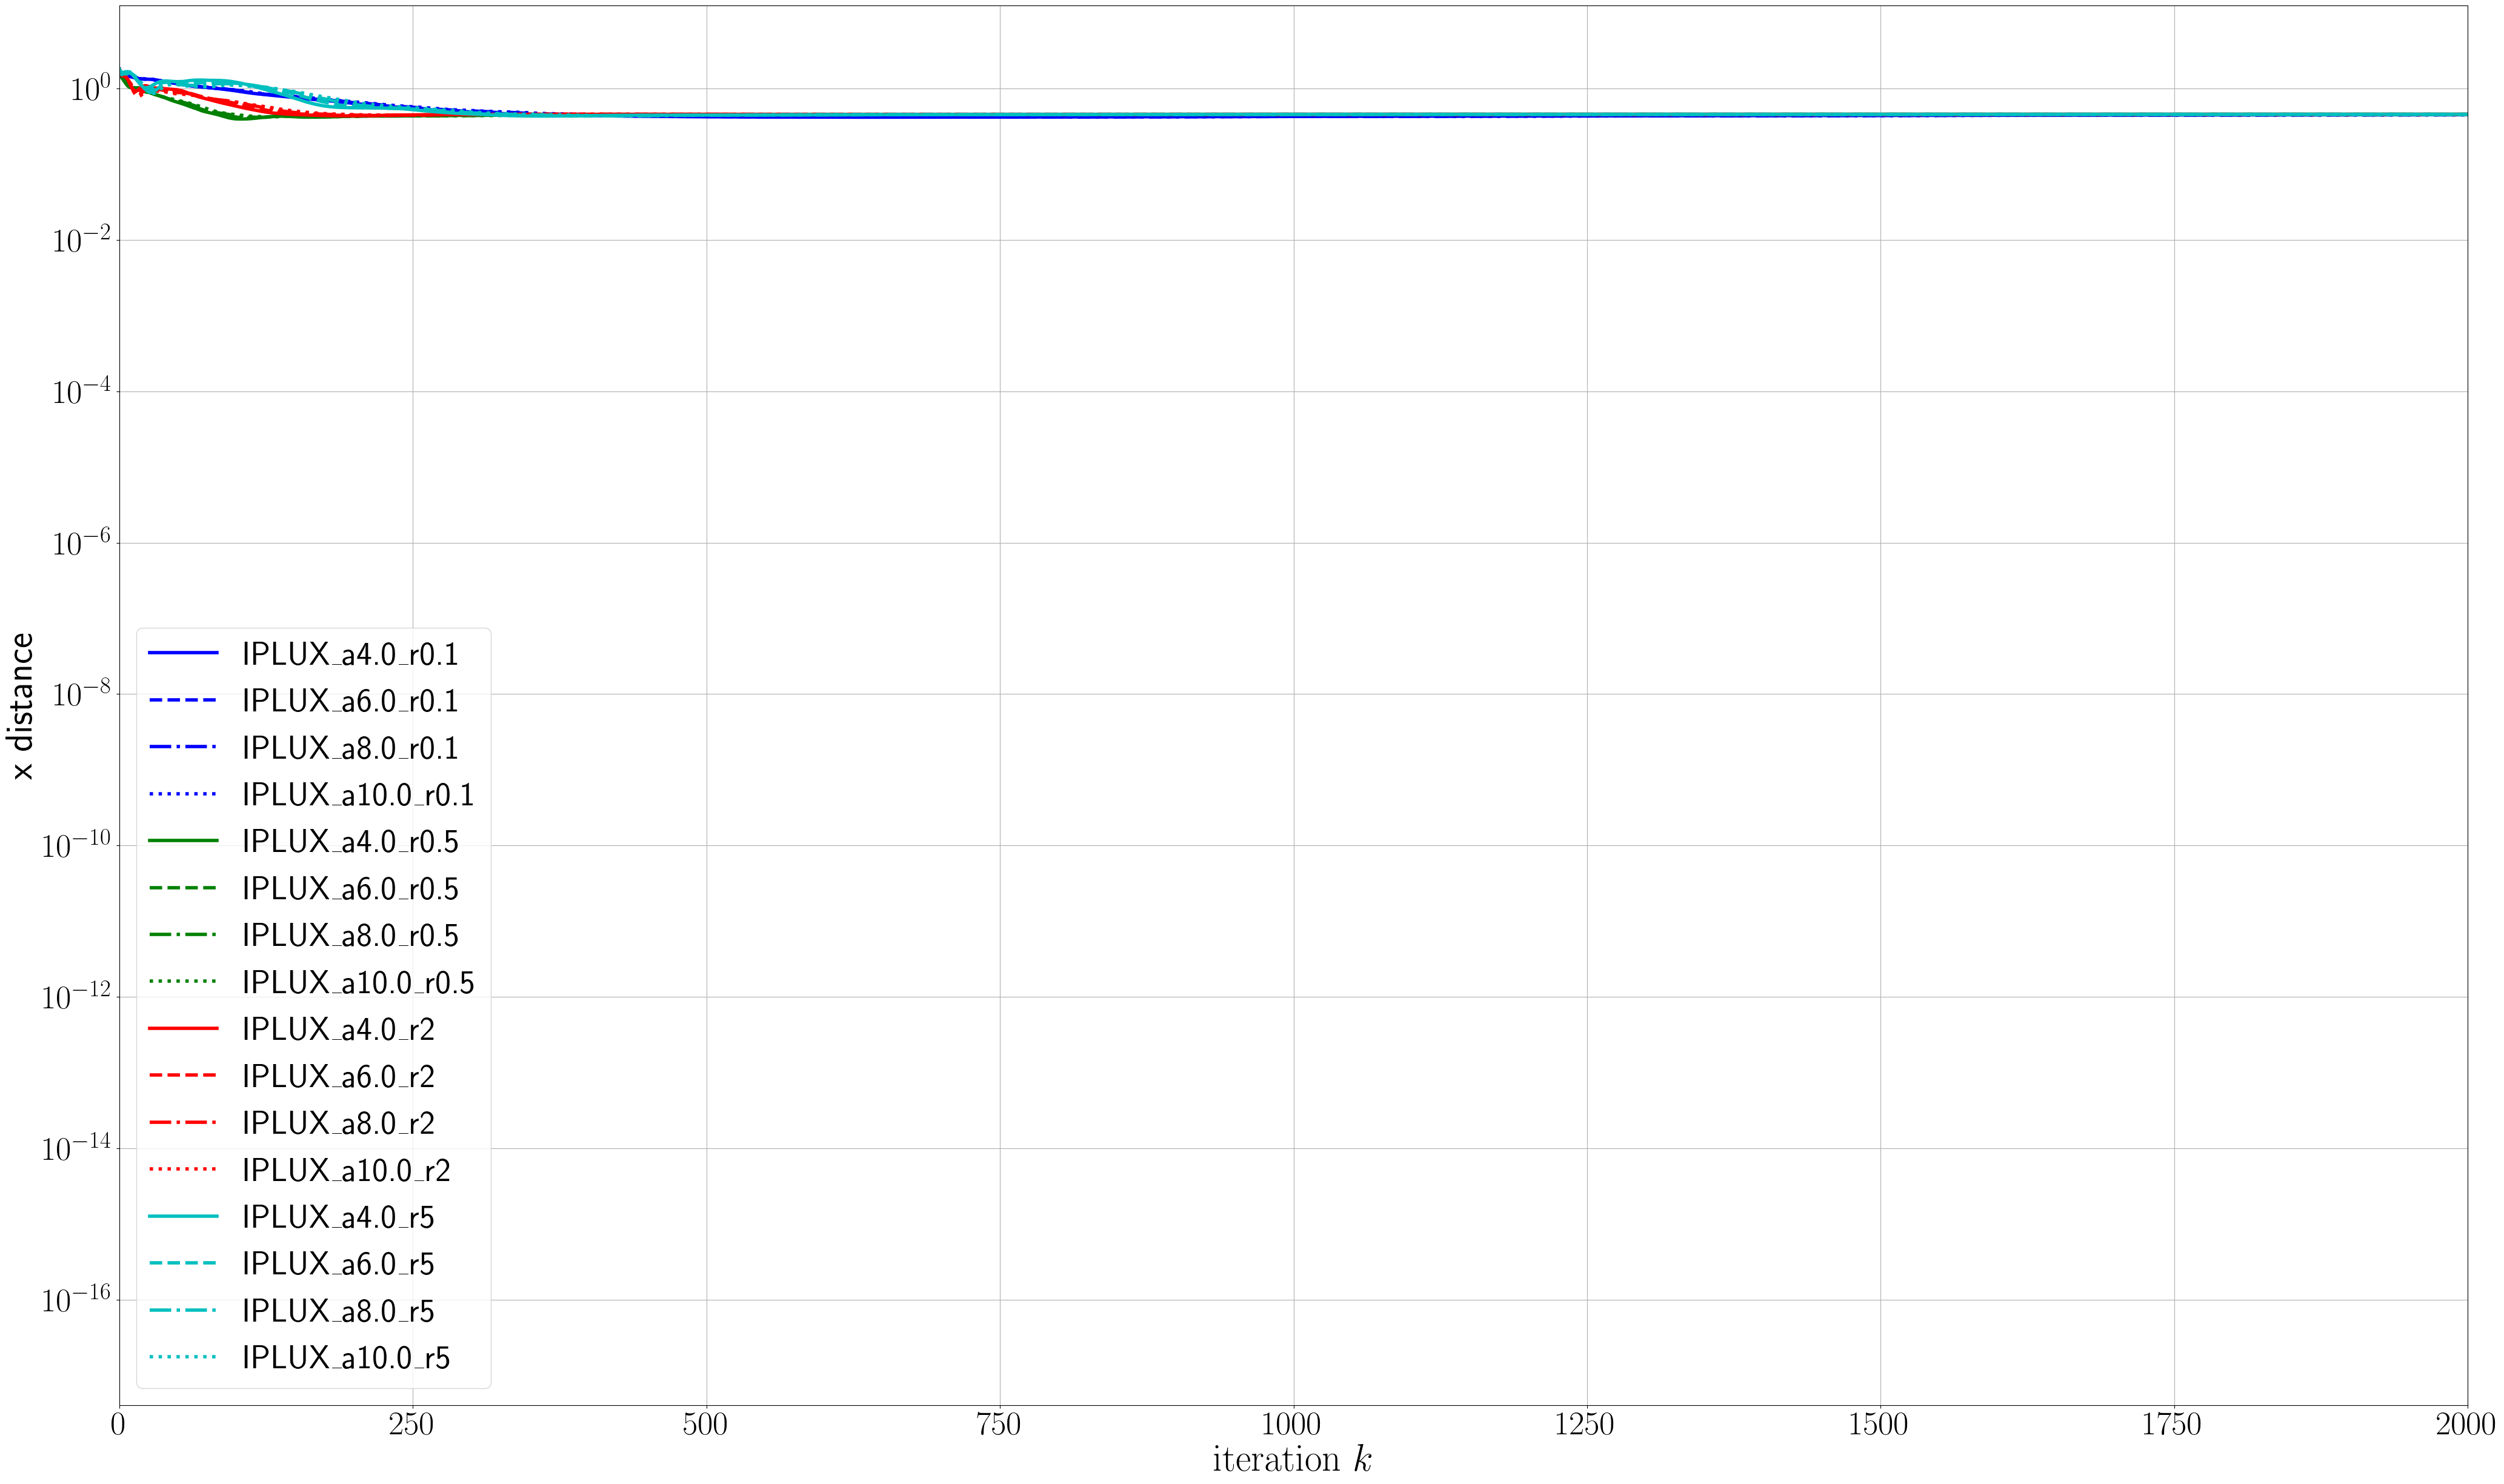 x distance
10^0
10^−2
10^−4
10^−6
10^−8
10^−10
10^−12
10^−14
10^−16
IPLUX_a4.0_r0.1
IPLUX_a6.0_r0.1
IPLUX_a8.0_r0.1
IPLUX_a10.0_r0.1
IPLUX_a4.0_r0.5
IPLUX_a6.0_r0.5
IPLUX_a8.0_r0.5
IPLUX_a10.0_r0.5
IPLUX_a4.0_r2
IPLUX_a6.0_r2
IPLUX_a8.0_r2
IPLUX_a10.0_r2
IPLUX_a4.0_r5
IPLUX_a6.0_r5
IPLUX_a8.0_r5
IPLUX_a10.0_r5
0 250 500 750 1000 1250 1500 1750 2000
iteration k